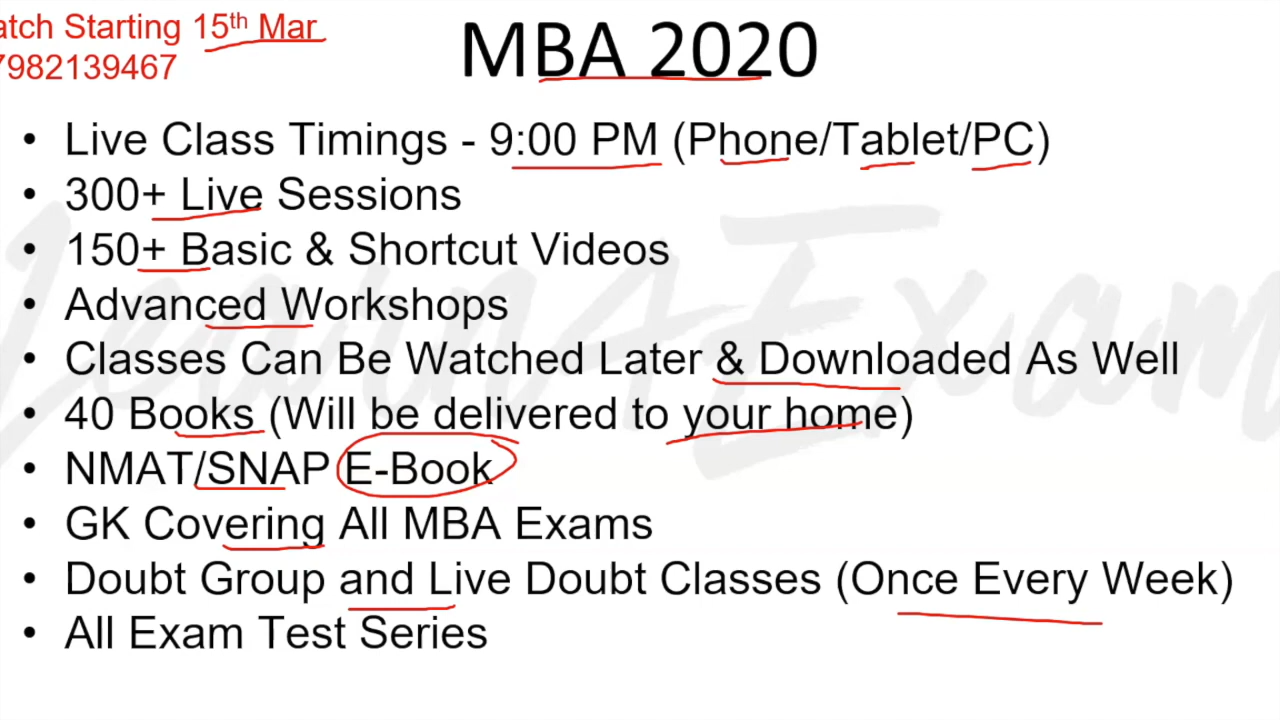 atch Starting 15th Mar
7982139467
MBA 2020
• Live Class Timings - 9:00 PM (Phone/Tablet/PC)
• 300+ Live Sessions
• 150+ Basic & Shortcut Videos
• Advanced Workshops
• Classes Can Be Watched Later & Downloaded As Well
• 40 Books (Will be delivered to your home)
• NMAT/SNAP E-Book
• GK Covering All MBA Exams
• Doubt Group and Live Doubt Classes (Once Every Week)
• All Exam Test Series
Learn4Exam